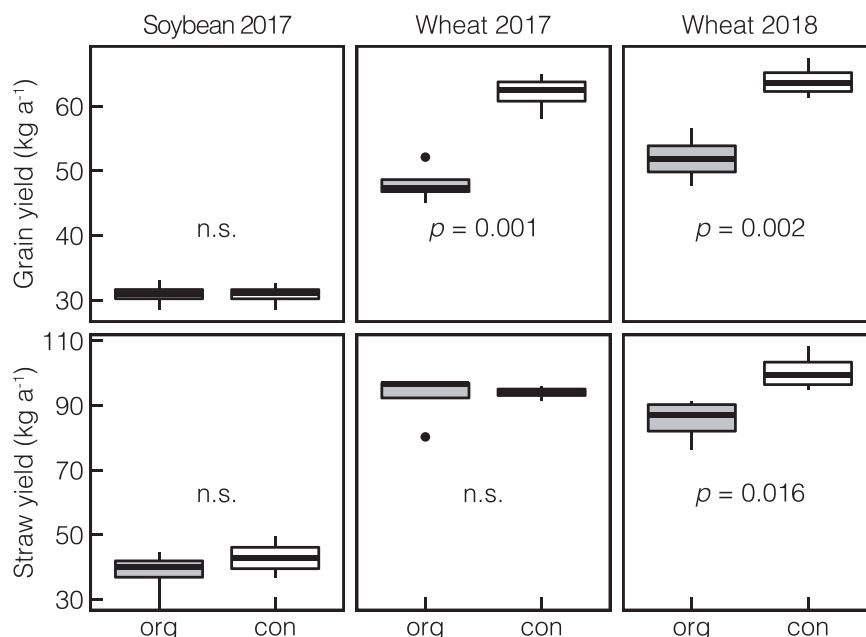 Soybean 2017 Wheat 2017 Wheat 2018
Grain yield (kg a⁻¹)
60
50
40
30
n.s. p = 0.001 p = 0.002
Straw yield (kg a⁻¹)
110
90
70
50
30
n.s. n.s. p = 0.016
org con org con org con